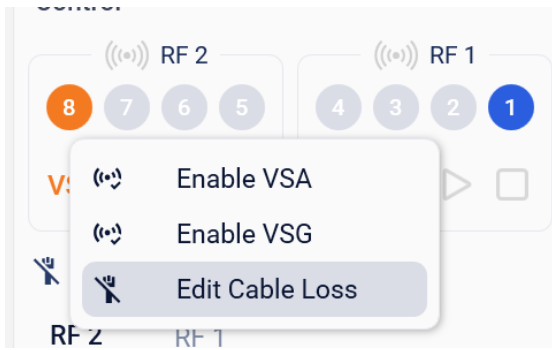 RF 2
RF 1
8 7 6 5 4 3 2 1
Enable VSA
Enable VSG
Edit Cable Loss
RF 2 RF 1